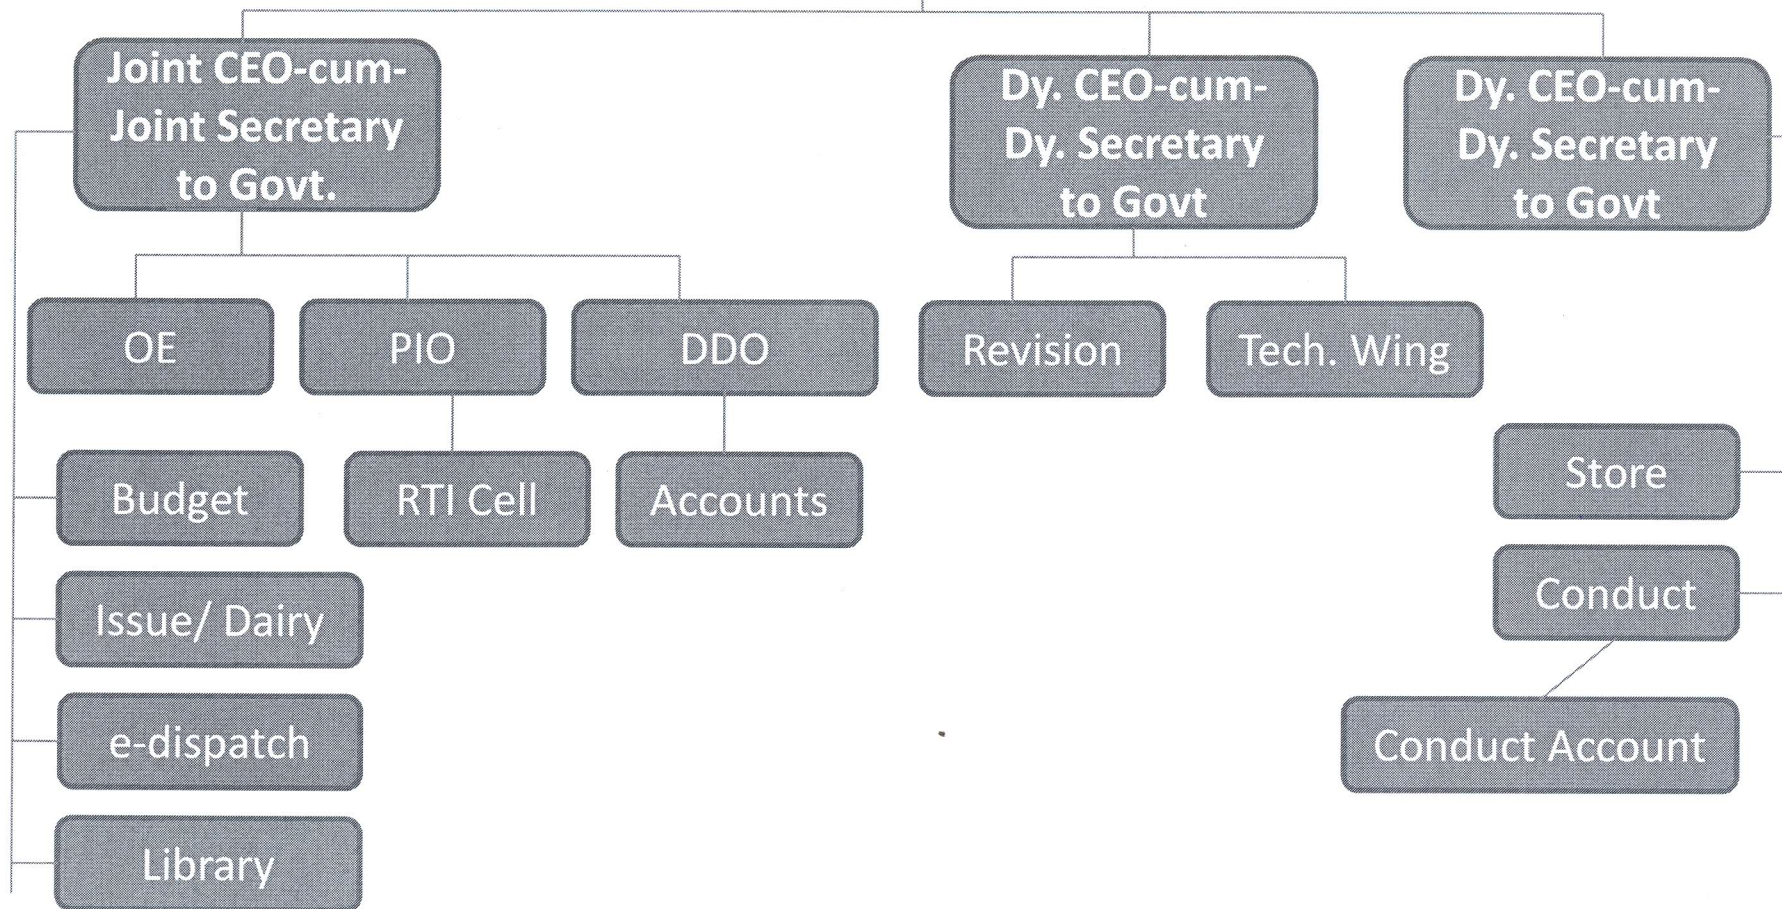 Joint CEO-cum-
Joint Secretary
to Govt.
Dy. CEO-cum-
Dy. Secretary
to Govt
Dy. CEO-cum-
Dy. Secretary
to Govt
OE
PIO
DDO
Revision
Tech. Wing
Budget
RTI Cell
Accounts
Store
Issue/ Dairy
Conduct
e-dispatch
Conduct Account
Library